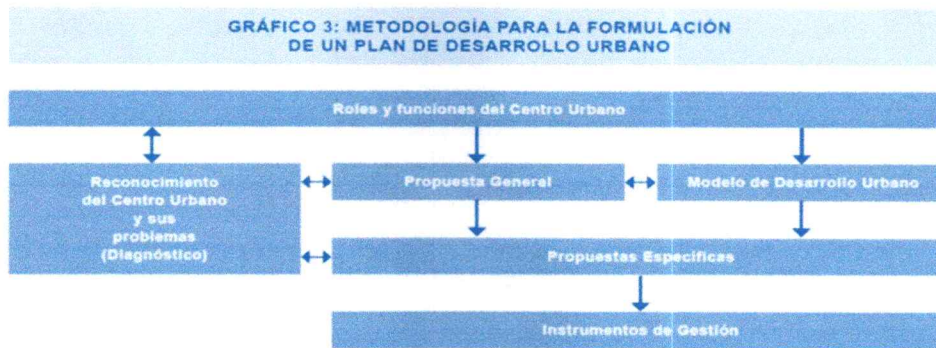 GRÁFICO 3: METODOLOGÍA PARA LA FORMULACIÓN
DE UN PLAN DE DESARROLLO URBANO
Roles y funciones del Centro Urbano
Reconocimiento
del Centro Urbano
y sus
problemas
(Diagnóstico)
Propuesta General
Modelo de Desarrollo Urbano
Propuestas Específicas
Instrumentos de Gestión